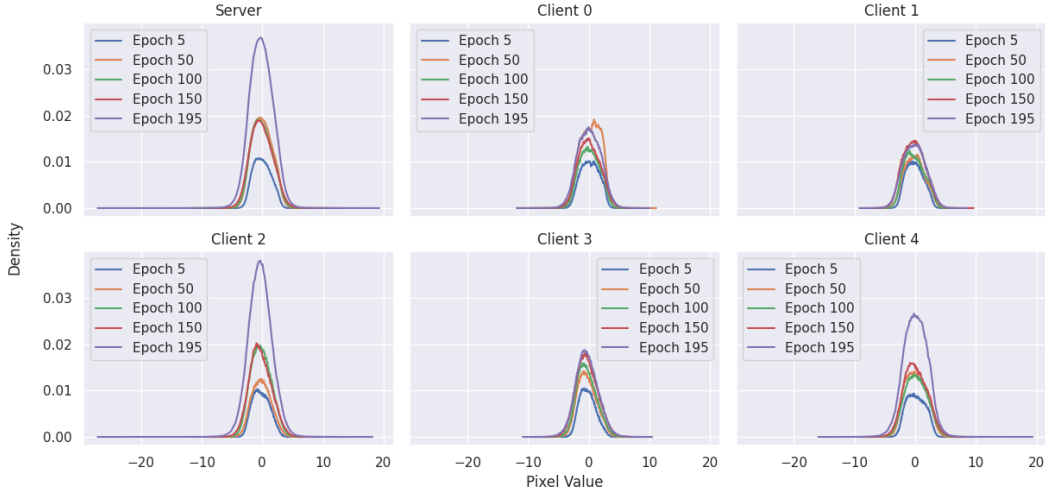 Server
Client 0
Client 1
Epoch 5
Epoch 50
Epoch 100
Epoch 150
Epoch 195
Epoch 5
Epoch 50
Epoch 100
Epoch 150
Epoch 195
Epoch 5
Epoch 50
Epoch 100
Epoch 150
Epoch 195
0.03
0.02
0.01
0.00
−20
−10
0
10
20
−20
−10
0
10
20
−20
−10
0
10
20
Density
Client 2
Client 3
Client 4
Epoch 5
Epoch 50
Epoch 100
Epoch 150
Epoch 195
Epoch 5
Epoch 50
Epoch 100
Epoch 150
Epoch 195
Epoch 5
Epoch 50
Epoch 100
Epoch 150
Epoch 195
0.03
0.02
0.01
0.00
Pixel Value